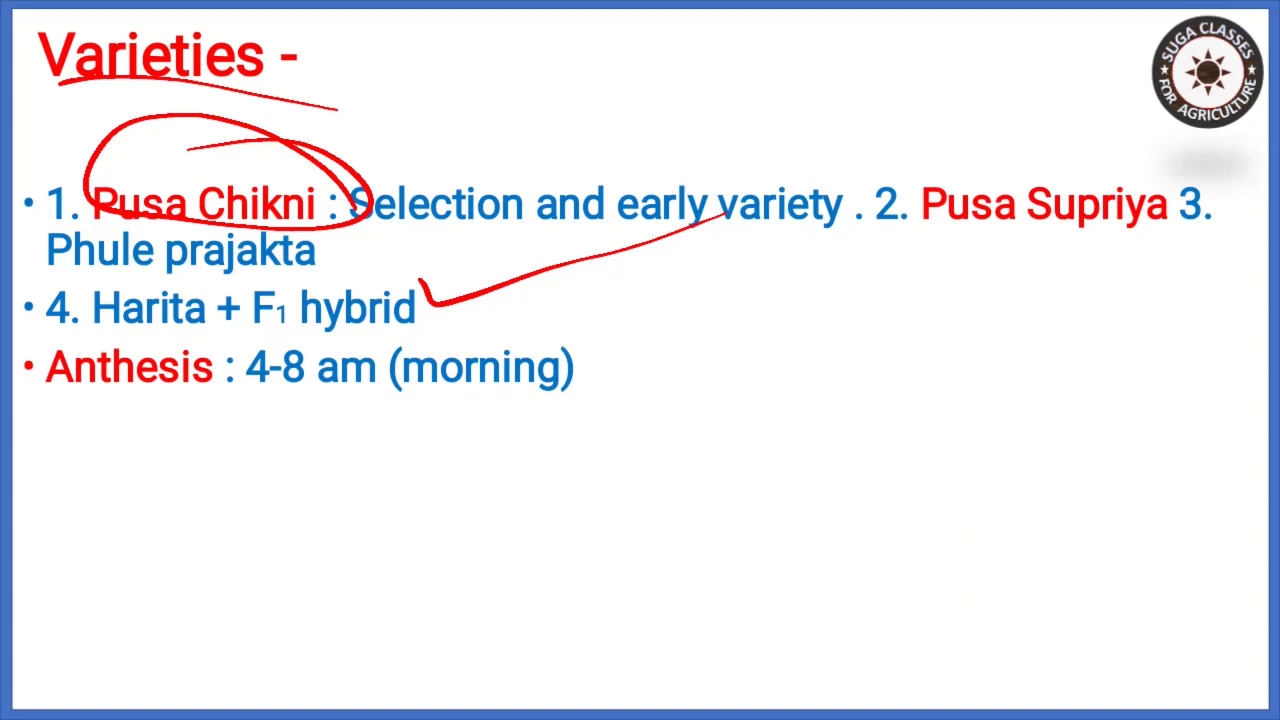 Varieties -
SUGA CLASSES
FOR AGRICULTURE
• 1. Pusa Chikni : Selection and early variety . 2. Pusa Supriya 3.
Phule prajakta
• 4. Harita + F₁ hybrid
• Anthesis : 4-8 am (morning)